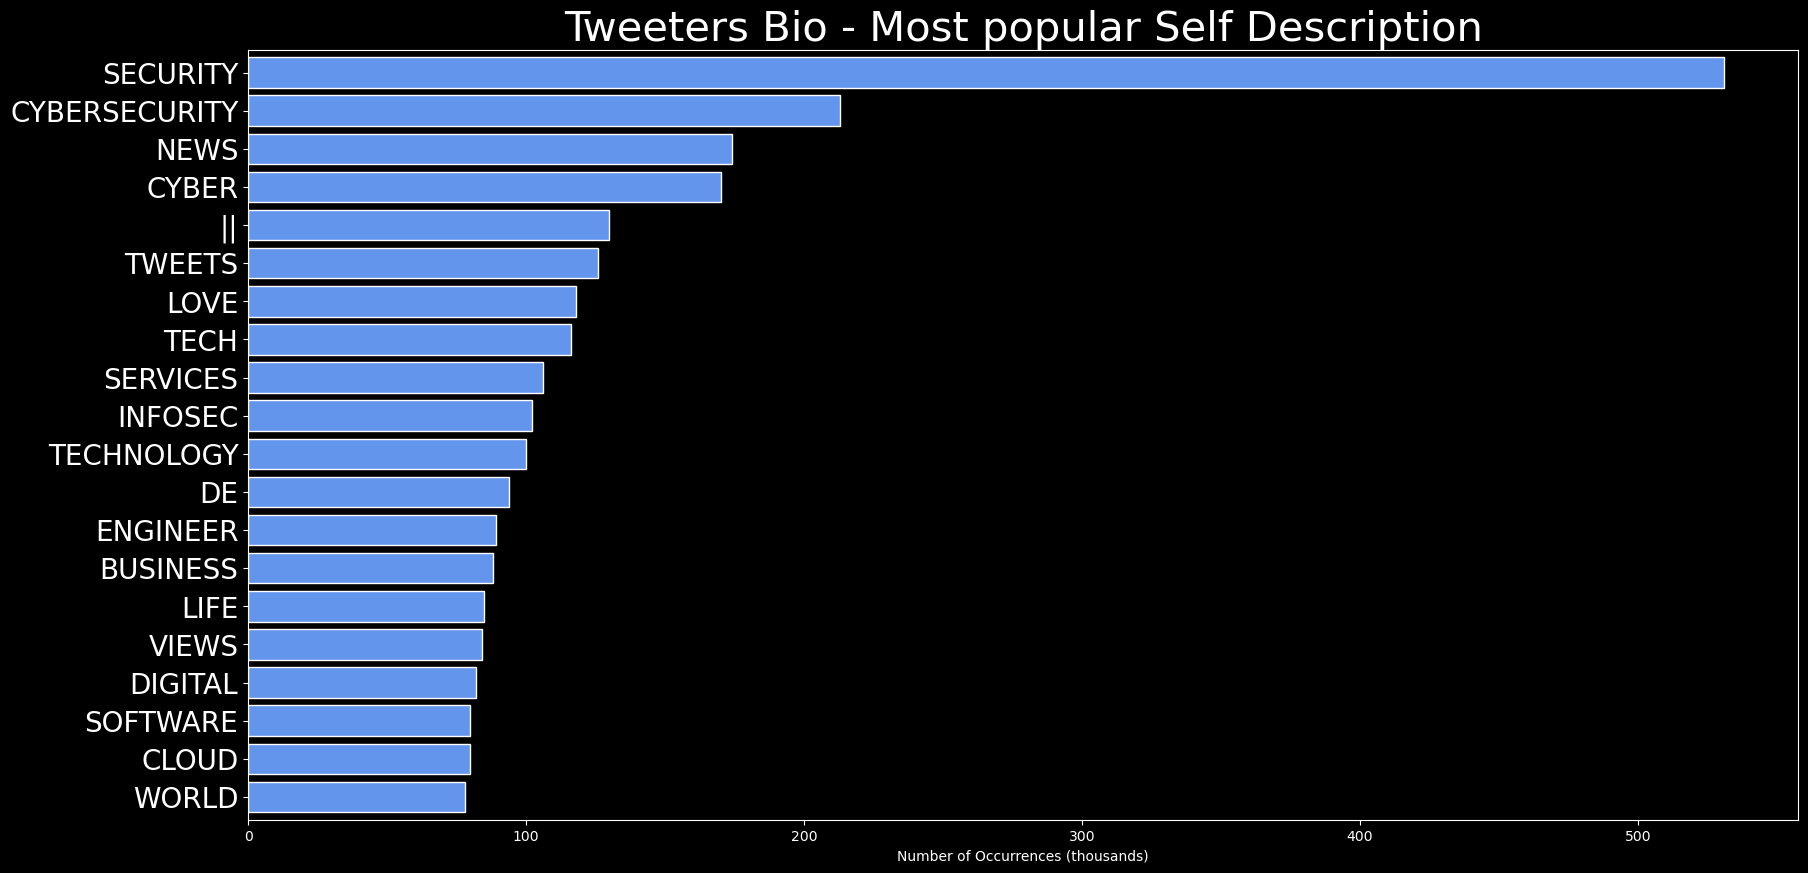 Tweeters Bio - Most popular Self Description
SECURITY
CYBERSECURITY
NEWS
CYBER
||
TWEETS
LOVE
TECH
SERVICES
INFOSEC
TECHNOLOGY
DE
ENGINEER
BUSINESS
LIFE
VIEWS
DIGITAL
SOFTWARE
CLOUD
WORLD
0 100 200 300 400 500
Number of Occurrences (thousands)